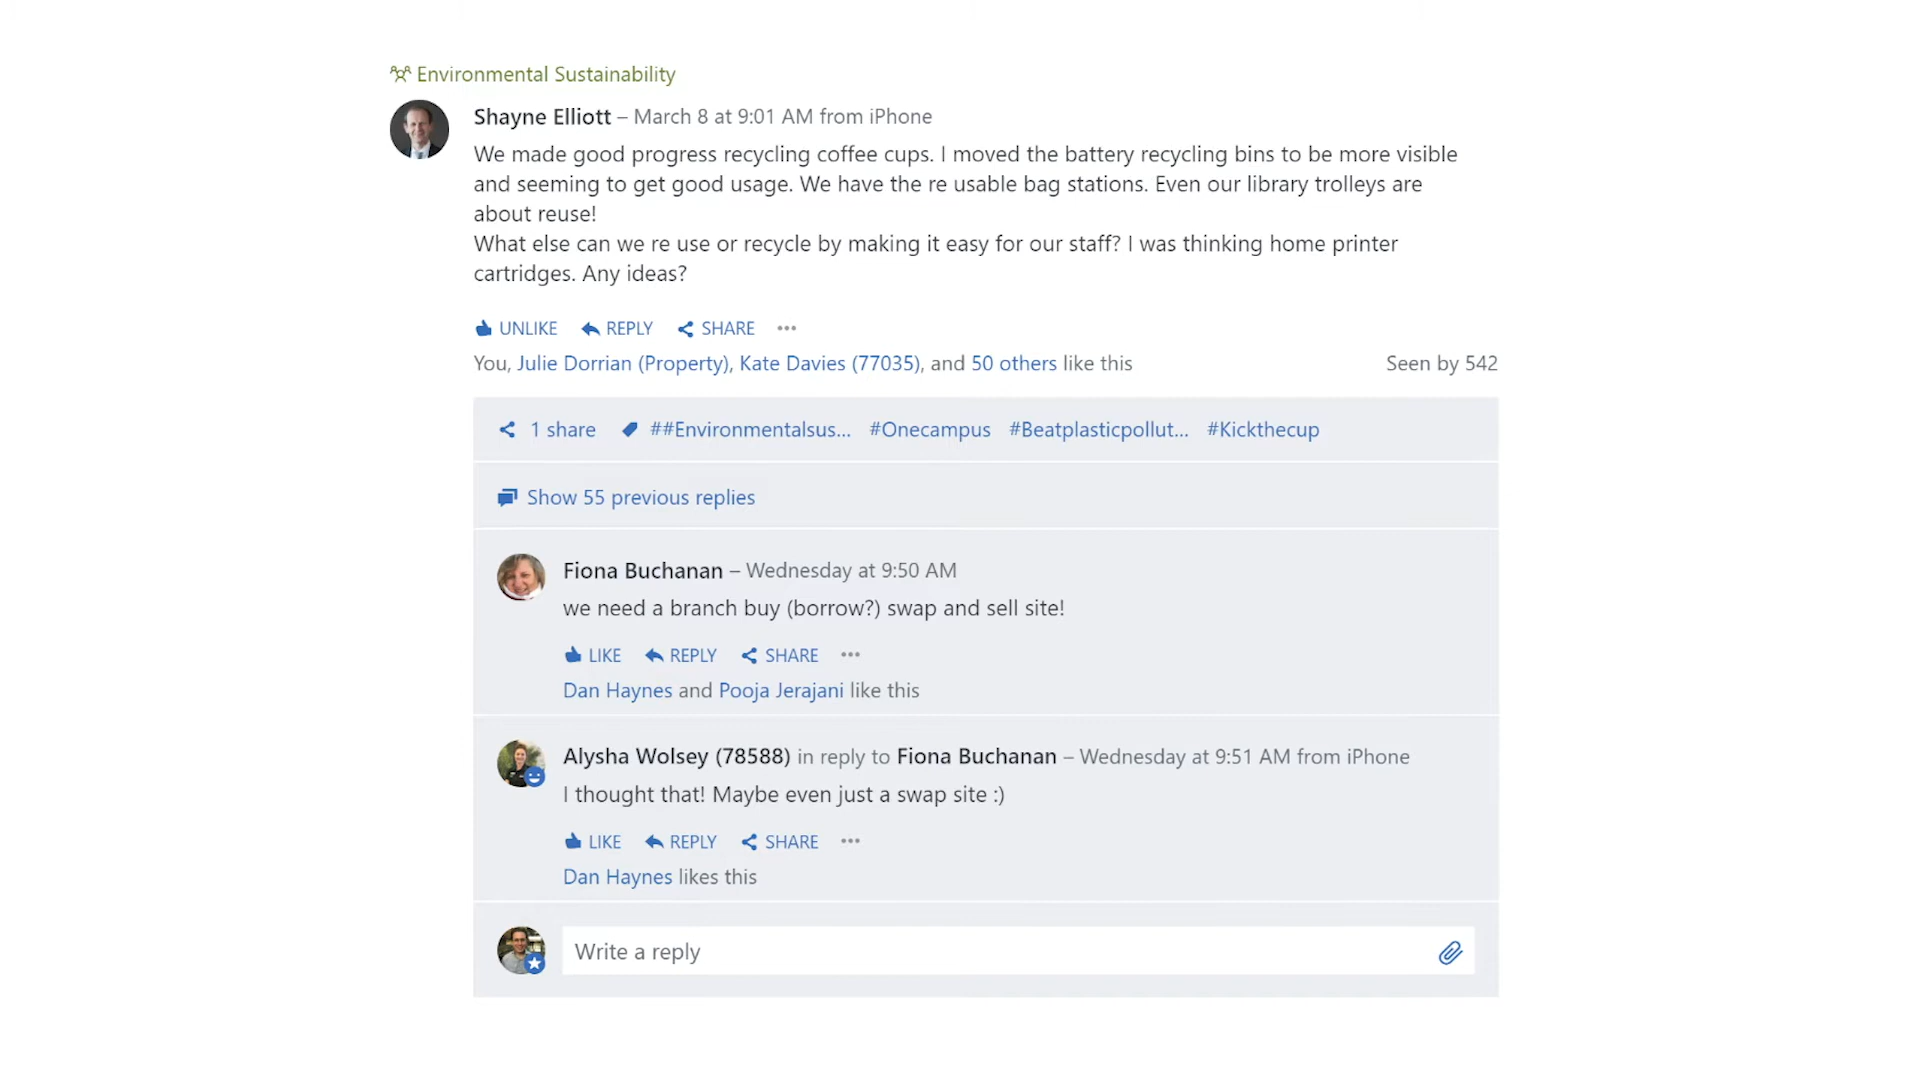 Environmental Sustainability
Shayne Elliott – March 8 at 9:01 AM from iPhone
We made good progress recycling coffee cups. I moved the battery recycling bins to be more visible
and seeming to get good usage. We have the re usable bag stations. Even our library trolleys are
about reuse!
What else can we re use or recycle by making it easy for our staff? I was thinking home printer
cartridges. Any ideas?
UNLIKE REPLY SHARE •••
You, Julie Dorrian (Property), Kate Davies (77035), and 50 others like this Seen by 542
1 share ##Environmentalsus... #Onecampus #Beatplasticpollut... #Kickthecup
Show 55 previous replies
Fiona Buchanan – Wednesday at 9:50 AM
we need a branch buy (borrow?) swap and sell site!
LIKE REPLY SHARE •••
Dan Haynes and Pooja Jerajani like this
Alysha Wolsey (78588) in reply to Fiona Buchanan – Wednesday at 9:51 AM from iPhone
I thought that! Maybe even just a swap site :)
LIKE REPLY SHARE •••
Dan Haynes likes this
Write a reply